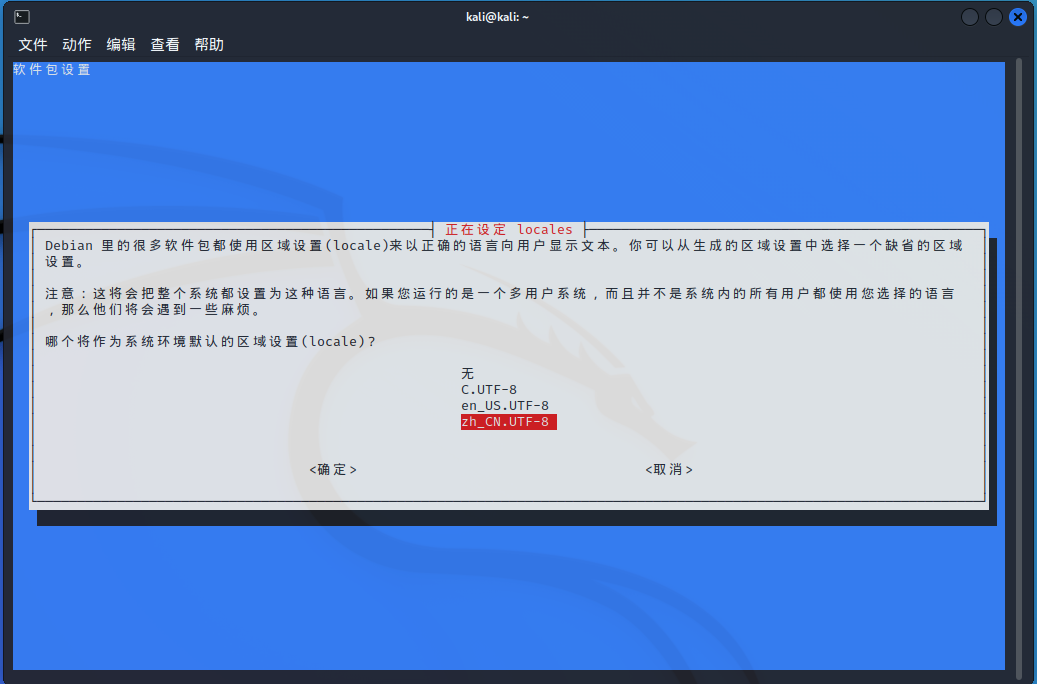 kali@kali: ~
文件 动作 编辑 查看 帮助
软件包设置
正在设定 locales
Debian 里的很多软件包都使用区域设置(locale)来以正确的语言向用户显示文本。你可以从生成的区域设置中选择一个缺省的区域
设置。
注意：这将会把整个系统都设置为这种语言。如果您运行的是一个多用户系统，而且并不是系统内的所有用户都使用您选择的语言
，那么他们将会遇到一些麻烦。
哪个将作为系统环境默认的区域设置(locale)？
无
C.UTF-8
en_US.UTF-8
zh_CN.UTF-8
<确定> <取消>